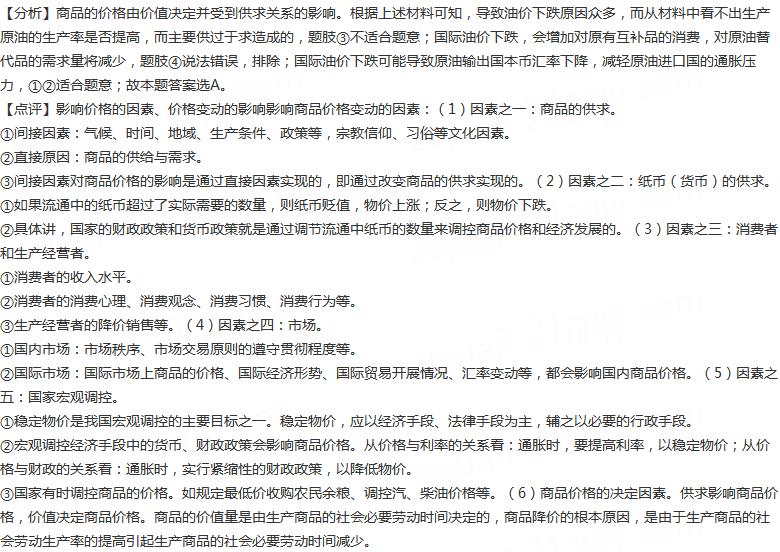 【分析】商品的价格由价值决定并受到供求关系的影响。根据上述材料可知，导致油价下跌原因众多，而从材料中看不出生产
原油的生产率是否提高，而主要供过于求造成的，题肢③不适合题意；国际油价下跌，会增加对原有互补品的消费，对原油替
代品的需求量将减少，题肢④说法错误，排除；国际油价下跌可能导致原油输出国本币汇率下降，减轻原油进口国的通胀压
力，①②适合题意；故本题答案选A。
【点评】影响价格的因素、价格变动的影响影响商品价格变动的因素：（1）因素之一：商品的供求。
①间接因素：气候、时间、地域、生产条件、政策等，宗教信仰、习俗等文化因素。
②直接原因：商品的供给与需求。
③间接因素对商品价格的影响是通过直接因素实现的，即通过改变商品的供求实现的。（2）因素之二：纸币（货币）的供求。
①如果流通中的纸币超过了实际需要的数量，则纸币贬值，物价上涨；反之，则物价下跌。
②具体讲，国家的财政政策和货币政策就是通过调节流通中纸币的数量来调控商品价格和经济发展的。（3）因素之三：消费者
和生产经营者。
①消费者的收入水平。
②消费者的消费心理、消费观念、消费习惯、消费行为等。
③生产经营者的降价销售等。（4）因素之四：市场。
①国内市场：市场秩序、市场交易原则的遵守贯彻程度等。
②国际市场：国际市场上商品的价格、国际经济形势、国际贸易开展情况、汇率变动等，都会影响国内商品价格。（5）因素之
五：国家宏观调控。
①稳定物价是我国宏观调控的主要目标之一。稳定物价，应以经济手段、法律手段为主，辅之以必要的行政手段。
②宏观调控经济手段中的货币、财政政策会影响商品价格。从价格与利率的关系看：通胀时，要提高利率，以稳定物价；从价
格与财政的关系看：通胀时，实行紧缩性的财政政策，以降低物价。
③国家有时调控商品的价格。如规定最低价收购农民余粮、调控汽、柴油价格等。（6）商品价格的决定因素。供求影响商品价
格，价值决定商品价格。商品的价值量是由生产商品的社会必要劳动时间决定的，商品降价的根本原因，是由于生产商品的社
会劳动生产率的提高引起生产商品的社会必要劳动时间减少。